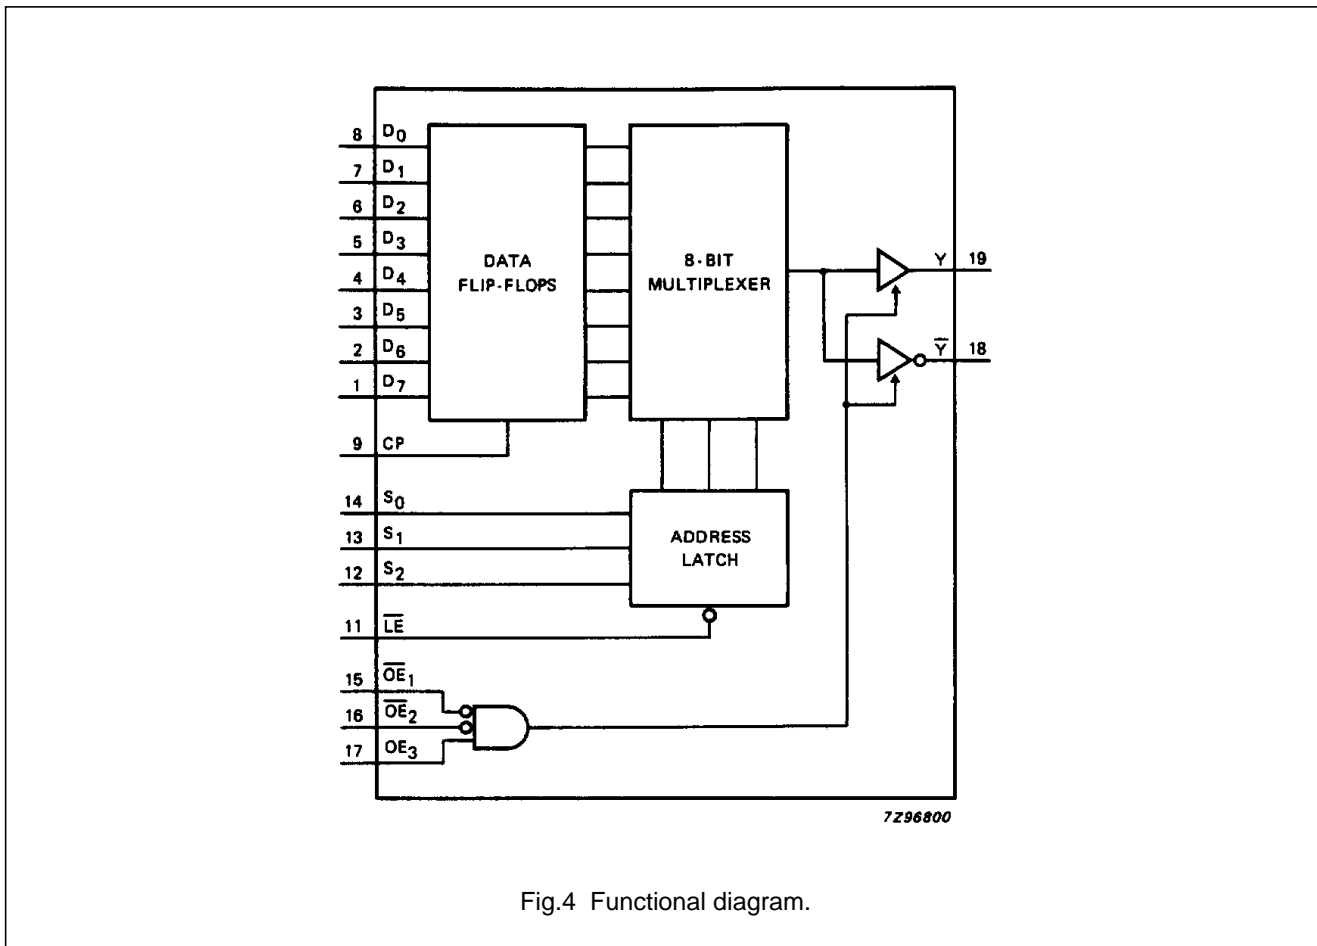 8 D0
7 D1
6 D2
5 D3
4 D4
3 D5
2 D6
1 D7
9 CP
14 S0
13 S1
12 S2
11 L̅E̅
15 O̅E̅1
16 O̅E̅2
17 OE3
DATA
FLIP-FLOPS
8-BIT
MULTIPLEXER
ADDRESS
LATCH
Y 19
Y̅ 18
7Z96800
Fig.4 Functional diagram.